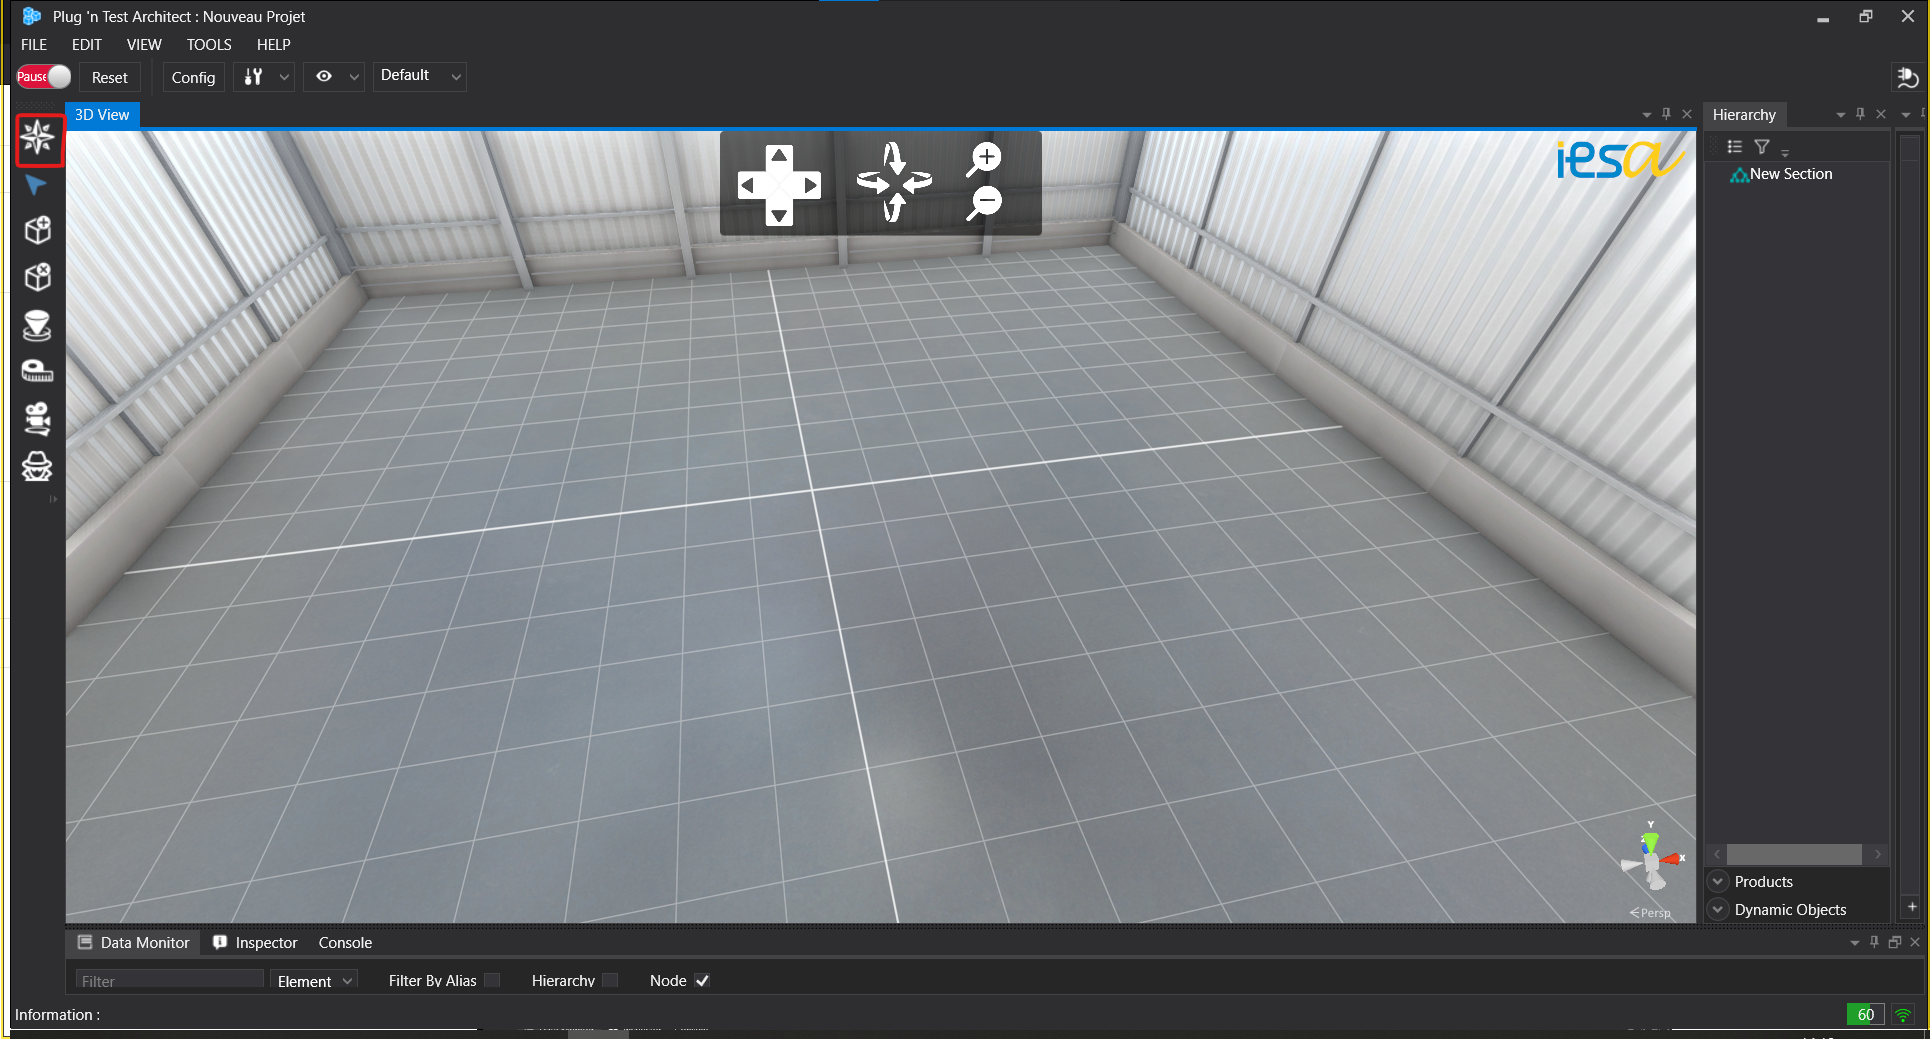 Plug 'n Test Architect : Nouveau Projet
FILE EDIT VIEW TOOLS HELP
Pause Reset Config Default
3D View
Hierarchy
iesa
New Section
Y
Z
X
Persp
Products
Dynamic Objects
Data Monitor Inspector Console
Filter Element Filter By Alias Hierarchy Node
Information :
60